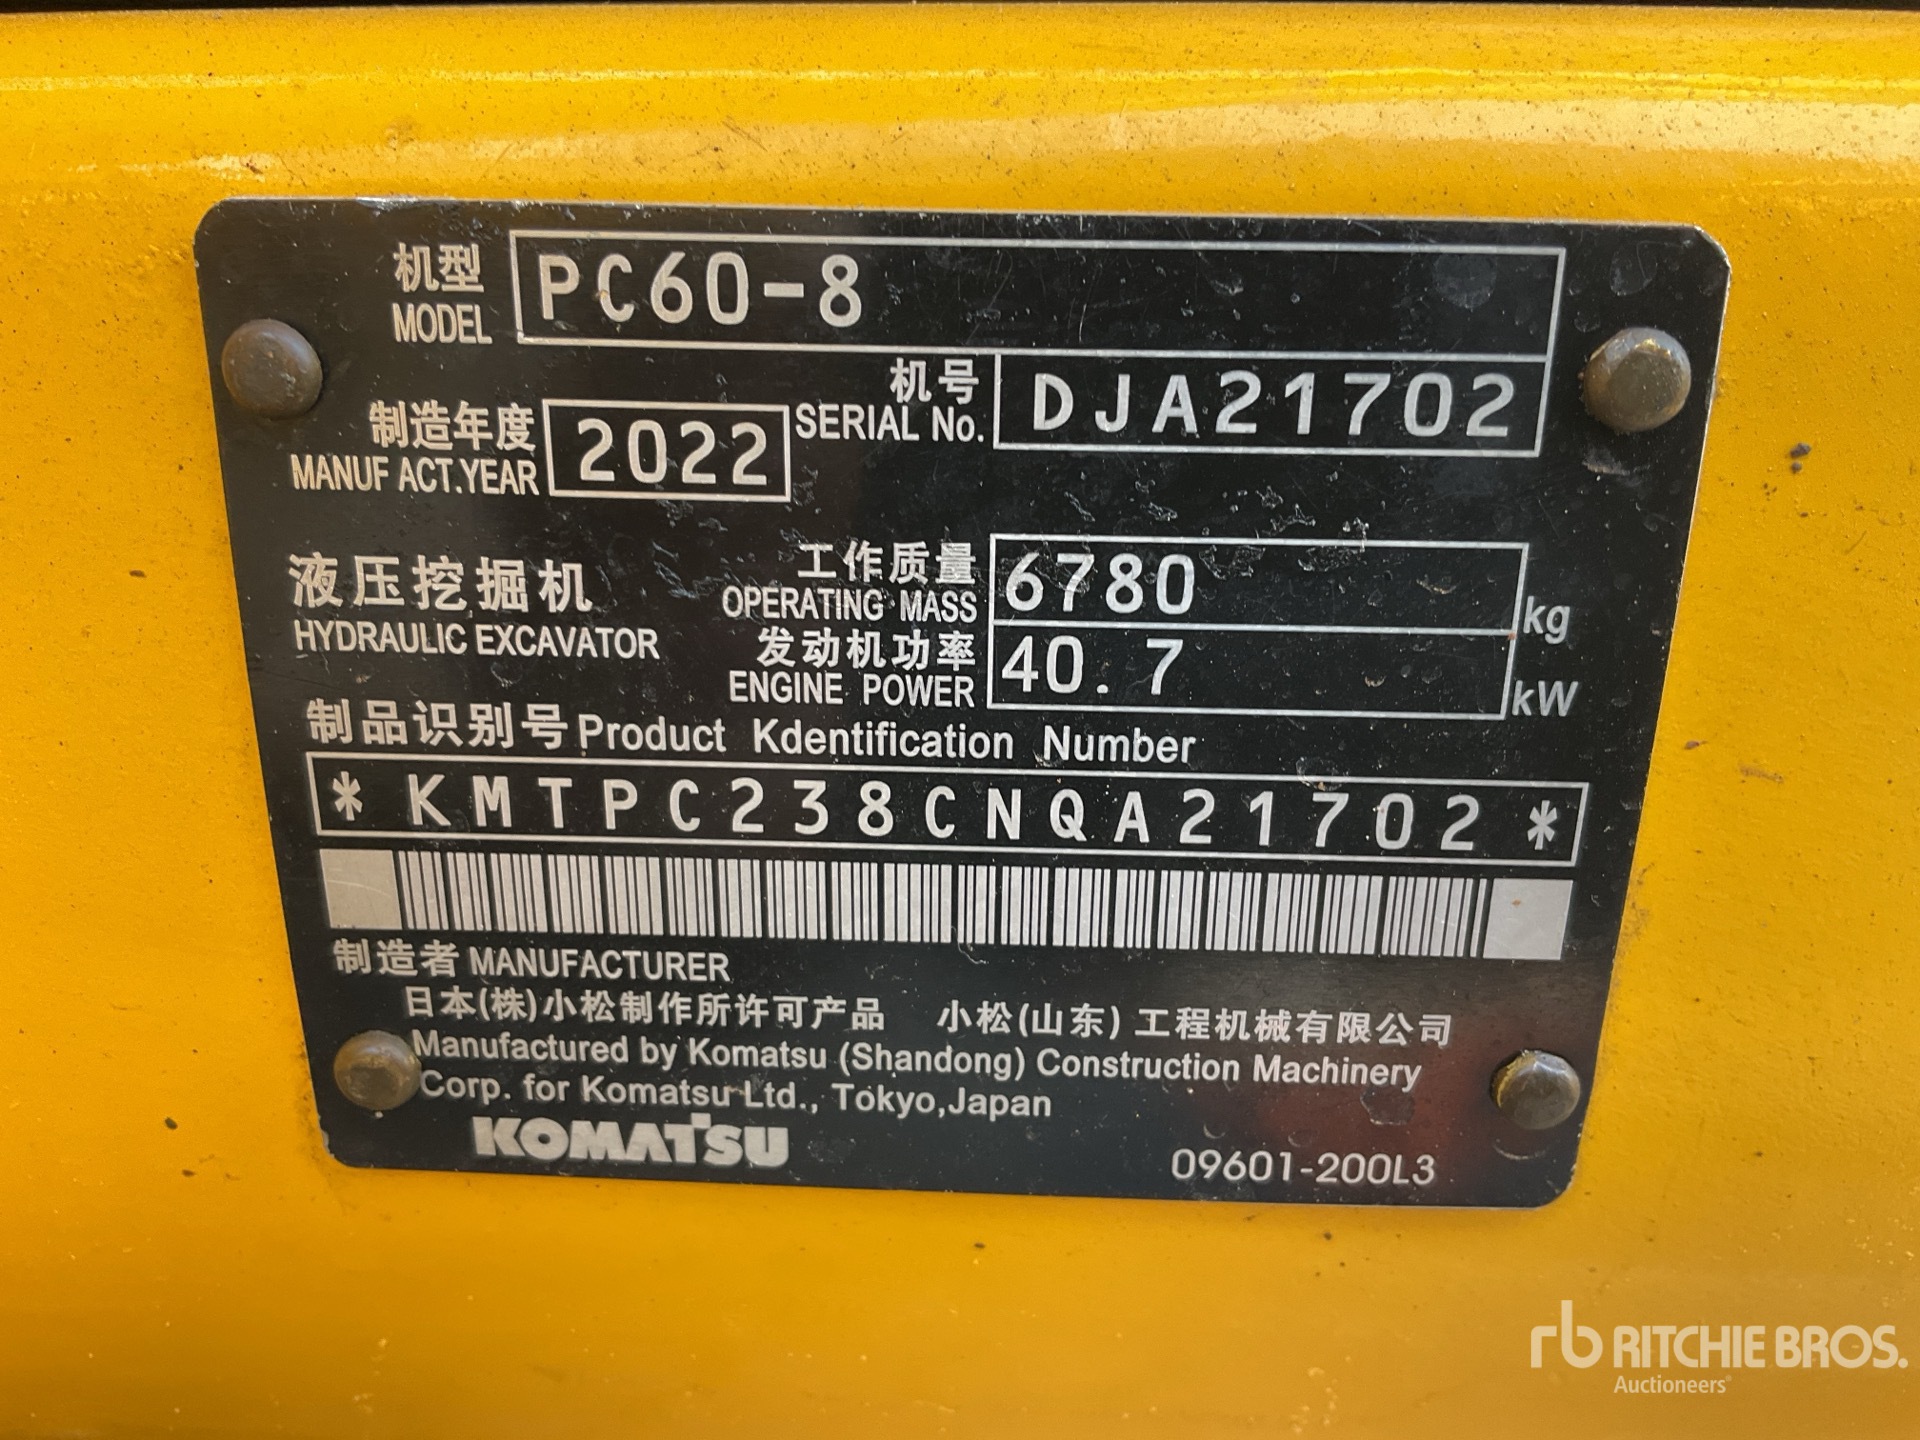 机型 PC60-8
MODEL
机号 DJA21702
SERIAL No.
制造年度 2022
MANUF ACT.YEAR
液压挖掘机
HYDRAULIC EXCAVATOR
工作质量 6780 kg
OPERATING MASS
发动机功率 40.7 kW
ENGINE POWER
制品识别号 Product Kdentification Number
*KMTPC238CNQA21702*
制造者 MANUFACTURER
日本(株)小松制作所许可产品 小松(山东)工程机械有限公司
Manufactured by Komatsu (Shandong) Construction Machinery
Corp. for Komatsu Ltd., Tokyo,Japan
KOMATSU
09601-200L3
rb RITCHIE BROS.
Auctioneers